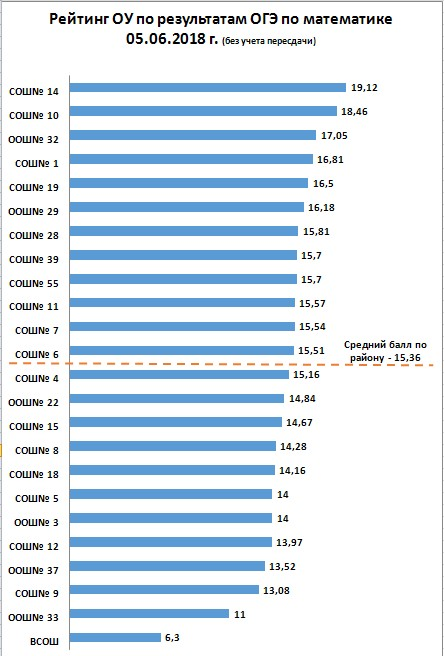 Рейтинг ОУ по результатам ОГЭ по математике
05.06.2018 г. (без учета пересдачи)
СОШ№ 14 19,12
СОШ№ 10 18,46
ООШ№ 32 17,05
СОШ№ 1 16,81
СОШ№ 19 16,5
ООШ№ 29 16,18
СОШ№ 28 15,81
СОШ№ 39 15,7
СОШ№ 55 15,7
СОШ№ 11 15,57
СОШ№ 7 15,54
СОШ№ 6 15,51
Средний балл по
району - 15,36
СОШ№ 4 15,16
ООШ№ 22 14,84
СОШ№ 15 14,67
СОШ№ 8 14,28
СОШ№ 18 14,16
СОШ№ 5 14
ООШ№ 3 14
СОШ№ 12 13,97
ООШ№ 37 13,52
СОШ№ 9 13,08
ООШ№ 33 11
ВСОШ 6,3